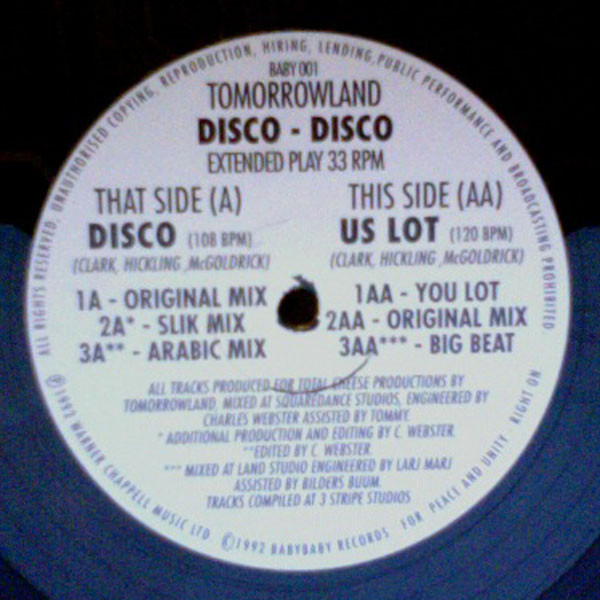 ALL RIGHTS RESERVED, UNAUTHORISED COPYING, REPRODUCTION, HIRING, LENDING, PUBLIC PERFORMANCE AND BROADCASTING PROHIBITED
BABY 001
TOMORROWLAND
DISCO - DISCO
EXTENDED PLAY 33 RPM
THAT SIDE (A)
DISCO (108 BPM)
(CLARK, HICKLING ,McGOLDRICK)
1A - ORIGINAL MIX
2A* - SLIK MIX
3A** - ARABIC MIX
THIS SIDE (AA)
US LOT (120 BPM)
(CLARK, HICKLING ,McGOLDRICK)
1AA - YOU LOT
2AA - ORIGINAL MIX
3AA*** - BIG BEAT
ALL TRACKS PRODUCED FOR TOTAL CHEESE PRODUCTIONS BY
TOMORROWLAND, MIXED AT SQUAREDANCE STUDIOS, ENGINEERED BY
CHARLES WEBSTER ASSISTED BY TOMMY.
* ADDITIONAL PRODUCTION AND EDITING BY C. WEBSTER.
**EDITED BY C. WEBSTER.
*** MIXED AT LAND STUDIO ENGINEERED BY LARJ MARJ
ASSISTED BY BILDERS BUUM.
TRACKS COMPILED AT 3 STRIPE STUDIOS
℗1992 WARNER CHAPPELL MUSIC LTD ©1992 BABYBABY RECORDS FOR PEACE AND UNITY RIGHT ON